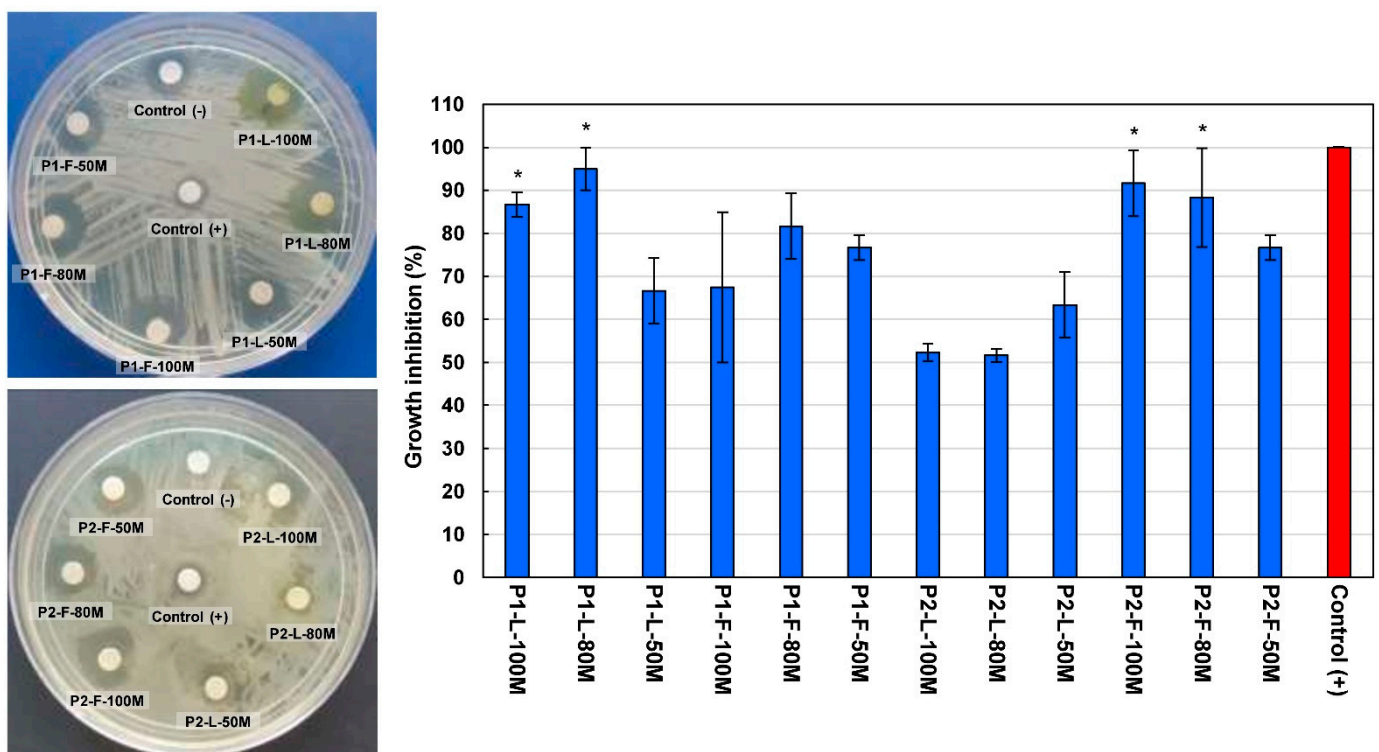 Control (-)
P1-L-100M
P1-F-50M
Control (+)
P1-L-80M
P1-F-80M
P1-L-50M
P1-F-100M
Control (-)
P2-F-50M
P2-L-100M
P2-F-80M
Control (+)
P2-L-80M
P2-F-100M
P2-L-50M
Growth inhibition (%)
110
100
90
80
70
60
50
40
30
20
10
0
*
*
*
*
P1-L-100M
P1-L-80M
P1-L-50M
P1-F-100M
P1-F-80M
P1-F-50M
P2-L-100M
P2-L-80M
P2-L-50M
P2-F-100M
P2-F-80M
P2-F-50M
Control (+)